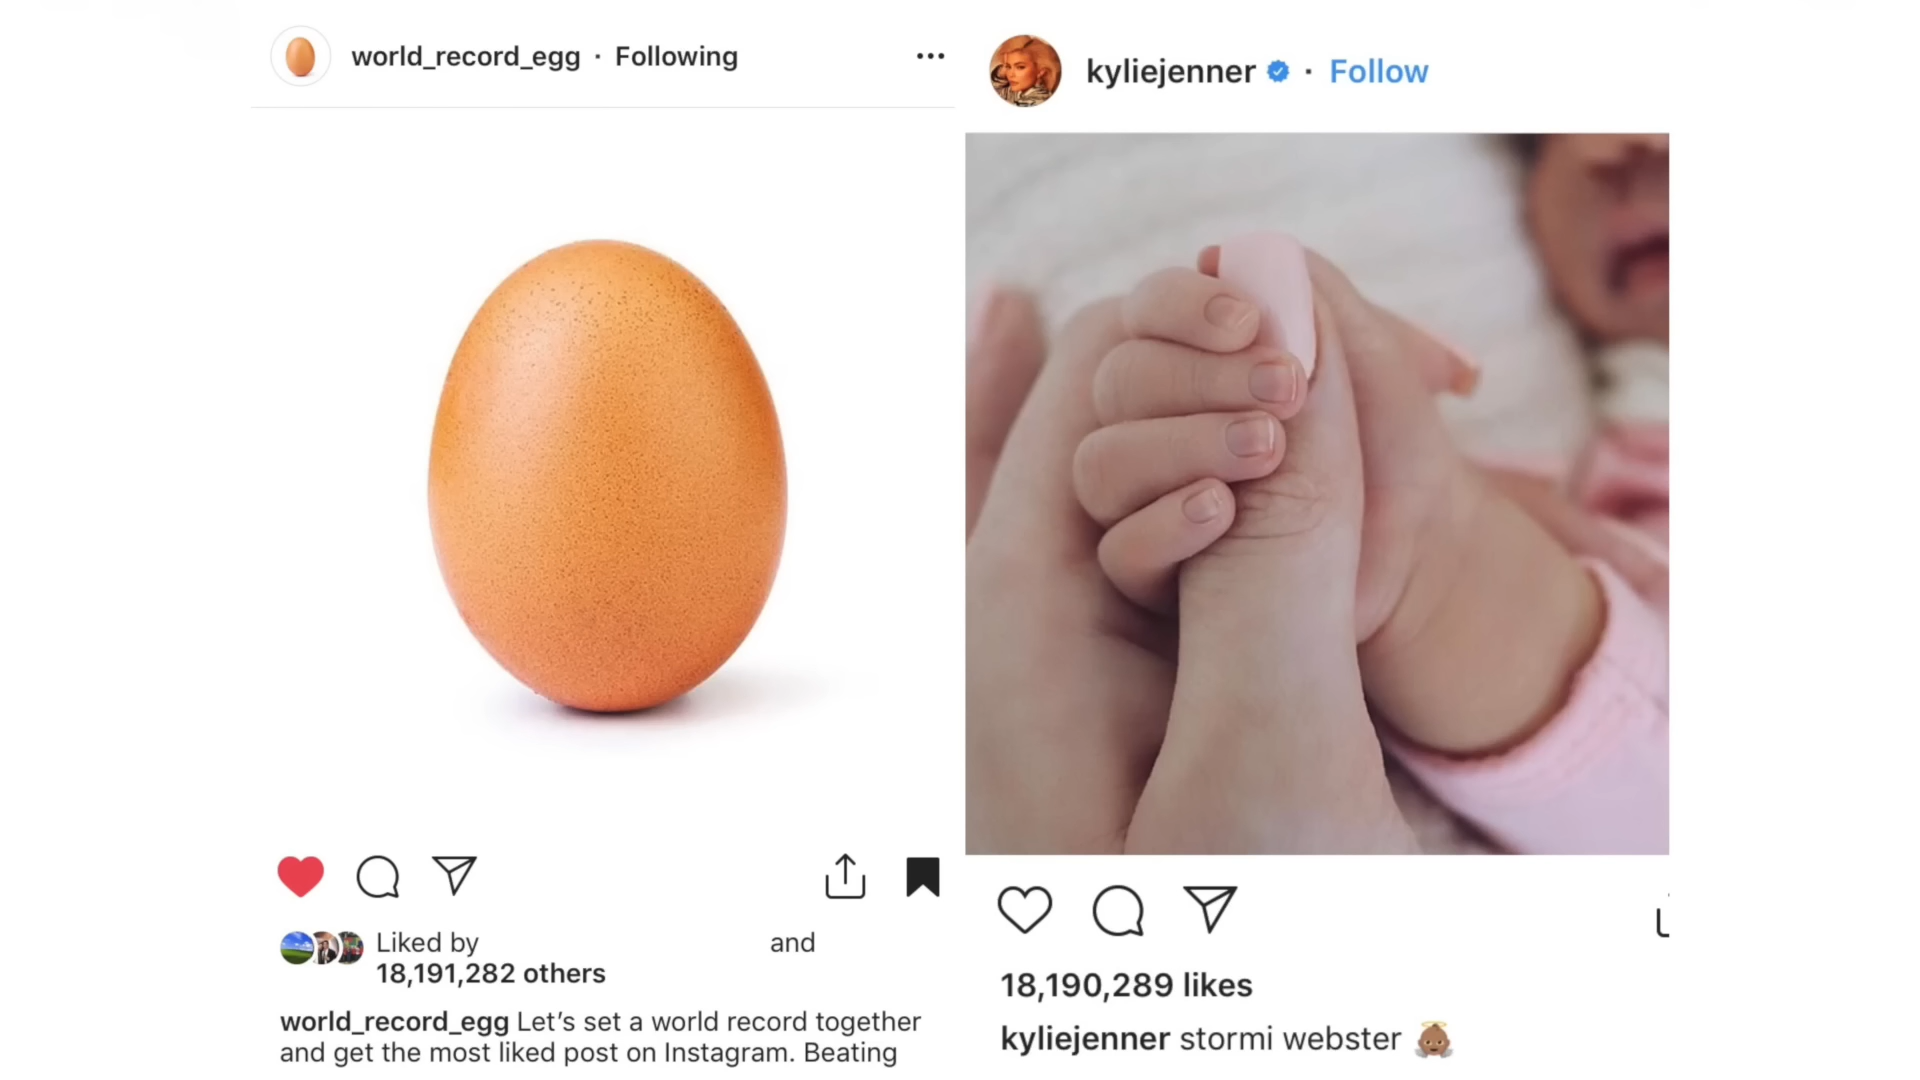 world_record_egg · Following
Liked by and
18,191,282 others
world_record_egg Let's set a world record together
and get the most liked post on Instagram. Beating
kyliejenner · Follow
18,190,289 likes
kyliejenner stormi webster